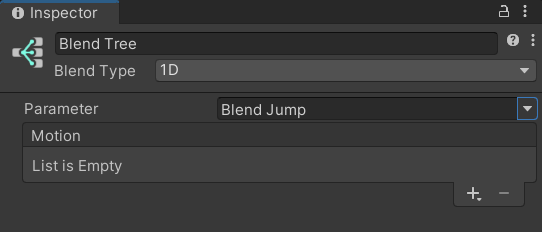 Inspector
Blend Tree
Blend Type 1D
Parameter Blend Jump
Motion
List is Empty